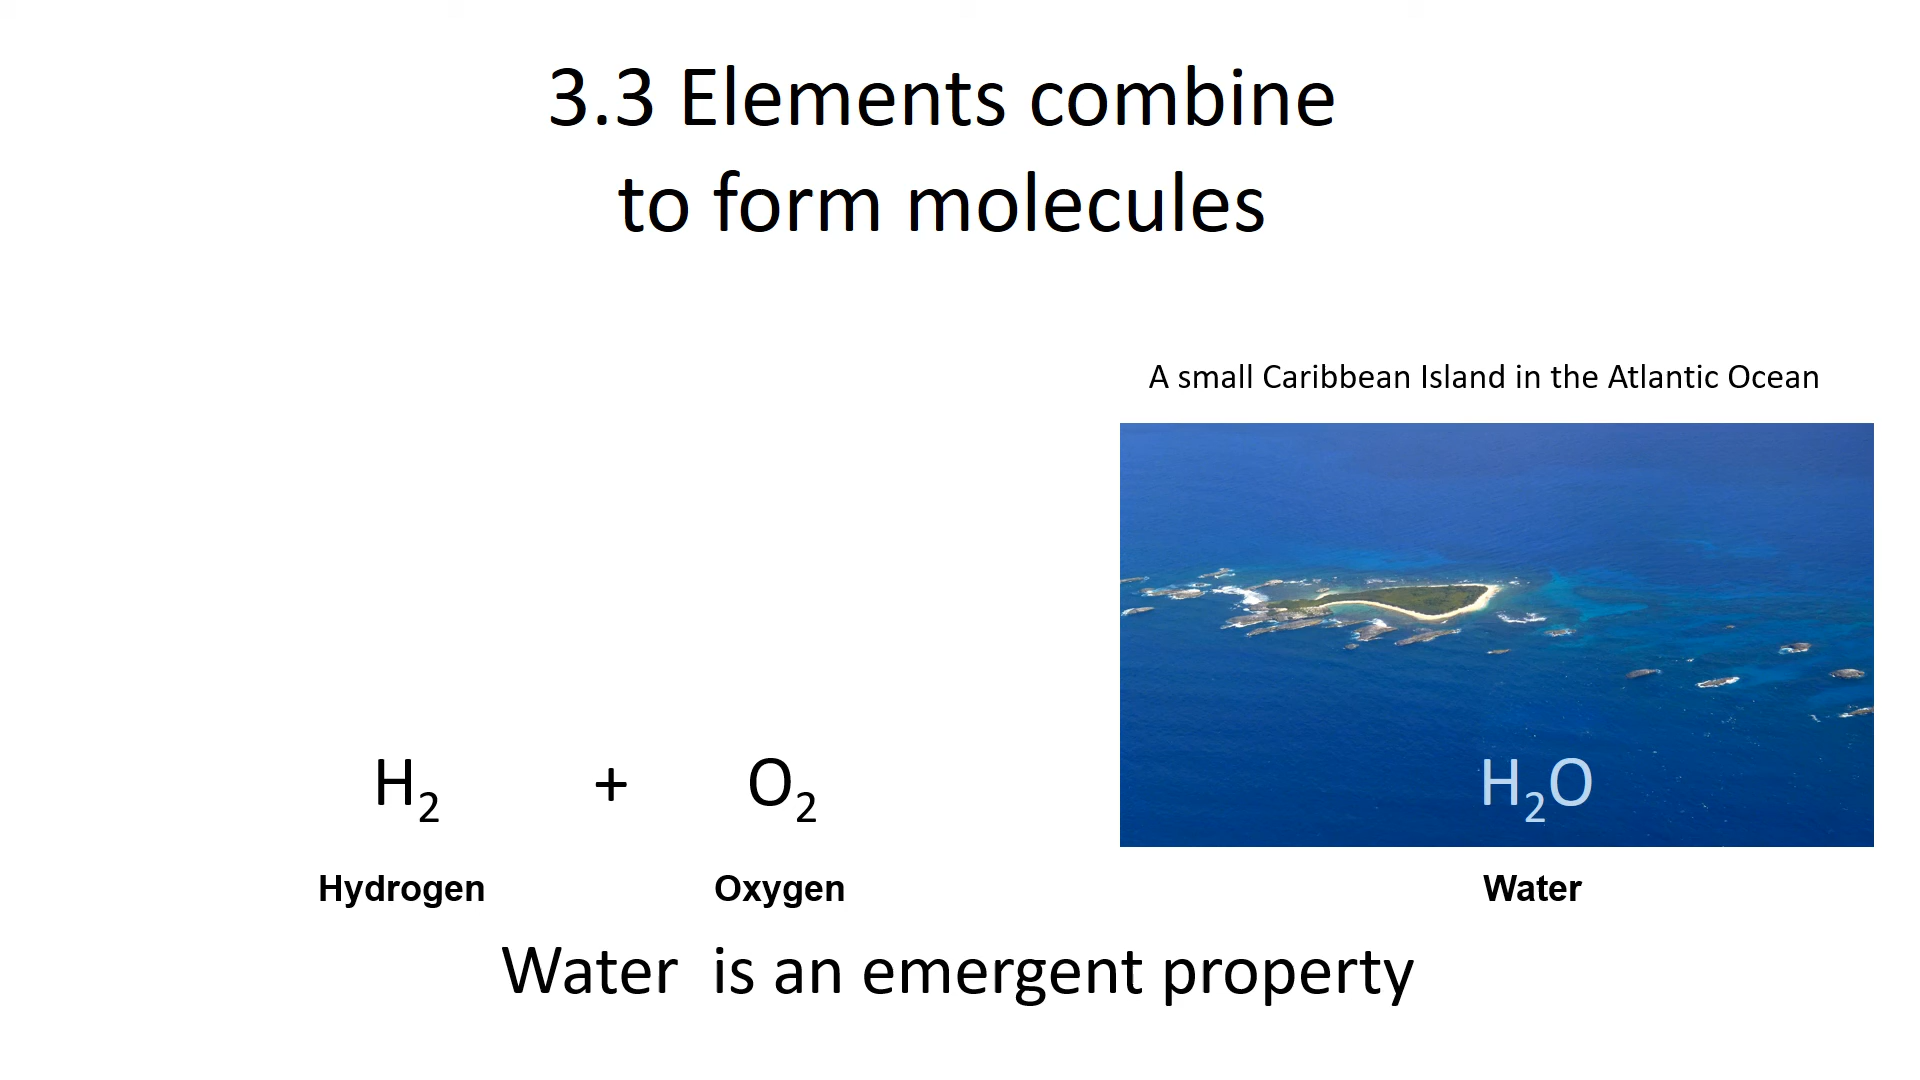 3.3 Elements combine
to form molecules
A small Caribbean Island in the Atlantic Ocean
H₂ + O₂ H₂O
Hydrogen Oxygen Water
Water  is an emergent property